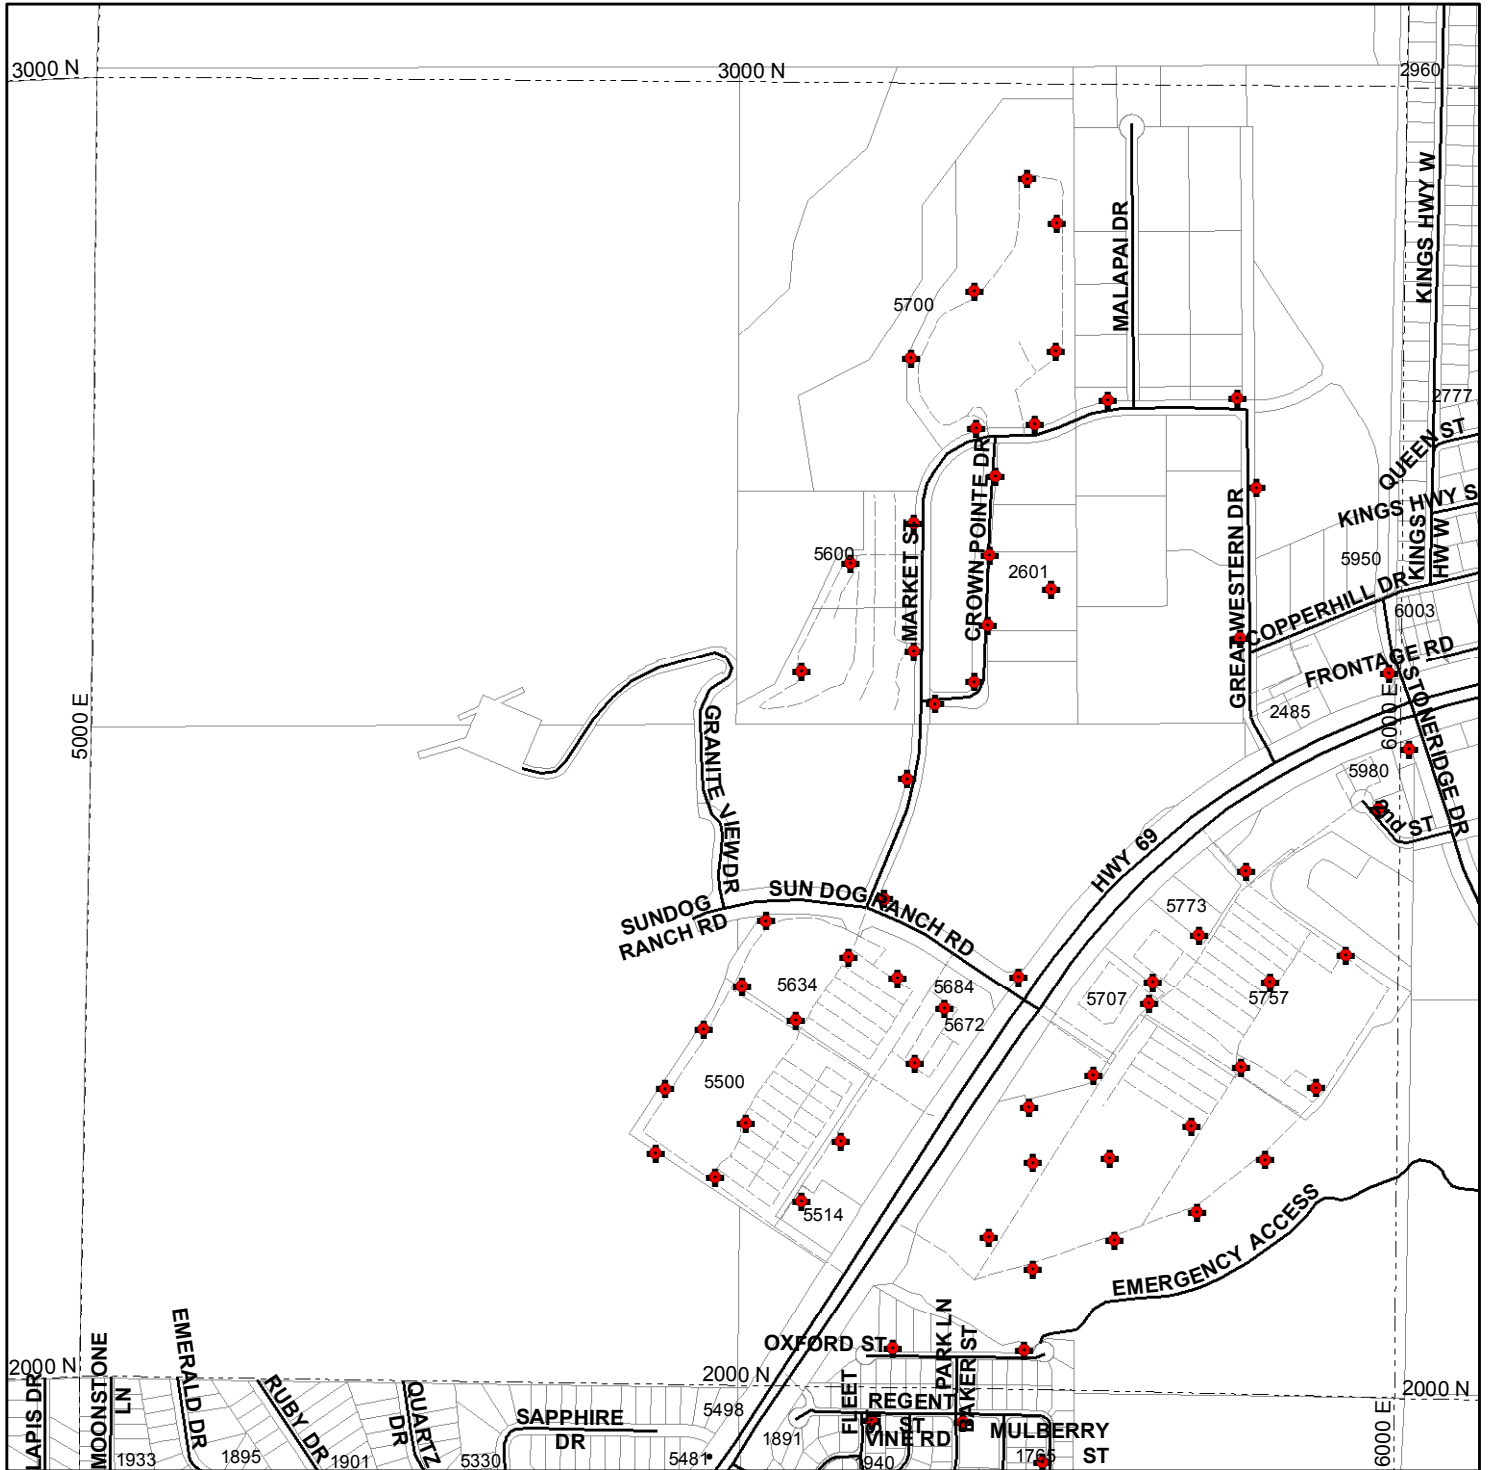 3000 N
3000 N
2960
KINGS HWY W
MALAPAI DR
5700
2777
QUEEN ST
KINGS HWY S
KINGS
HWY W
5950
COPPERHILL DR
6003
FRONTAGE RD
GREAT WESTERN DR
CROWN POINTE DR
MARKET ST
5600
2601
2485
6000 E
STONERIDGE DR
5980
2nd ST
5000 E
GRANITE VIEW DR
HWY 69
SUN DOG RANCH RD
SUNDOG
RANCH RD
5773
5634
5684
5707
5757
5672
5500
5514
EMERGENCY ACCESS
OXFORD ST
PARK LN
BAKER ST
2000 N
2000 N
2000 N
LAPIS DR
MOONSTONE
LN
EMERALD DR
RUBY DR
QUARTZ
DR
SAPPHIRE
DR
5498
FLEET
ST
REGENT
ST
VINE RD
MULBERRY
ST
1933
1895
1901
5330
5481
1891
940
1765
6000 E